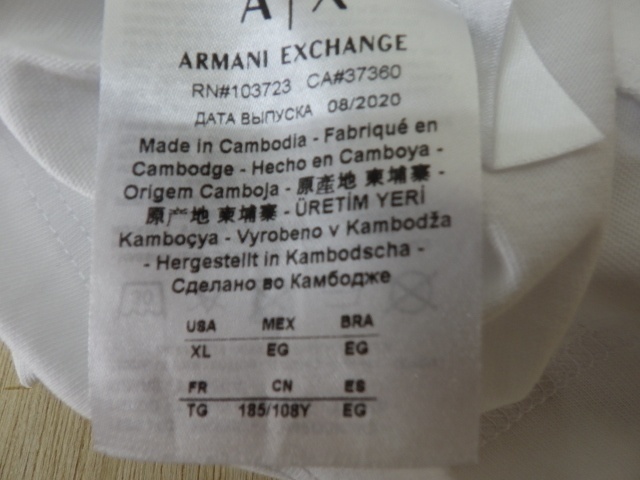 A|X
ARMANI EXCHANGE
RN#103723 CA#37360
ДАТА ВЫПУСКА 08/2020
Made in Cambodia - Fabriqué en
Cambodge - Hecho en Camboya -
Origem Camboja - 原產地 柬埔寨 -
原产地 柬埔寨 - ÜRETİM YERİ
Kamboçya - Vyrobeno v Kambodža
- Hergestellt in Kambodscha -
Сделано во Камбодже
USA MEX BRA
XL EG EG
FR CN ES
TG 185/108Y EG